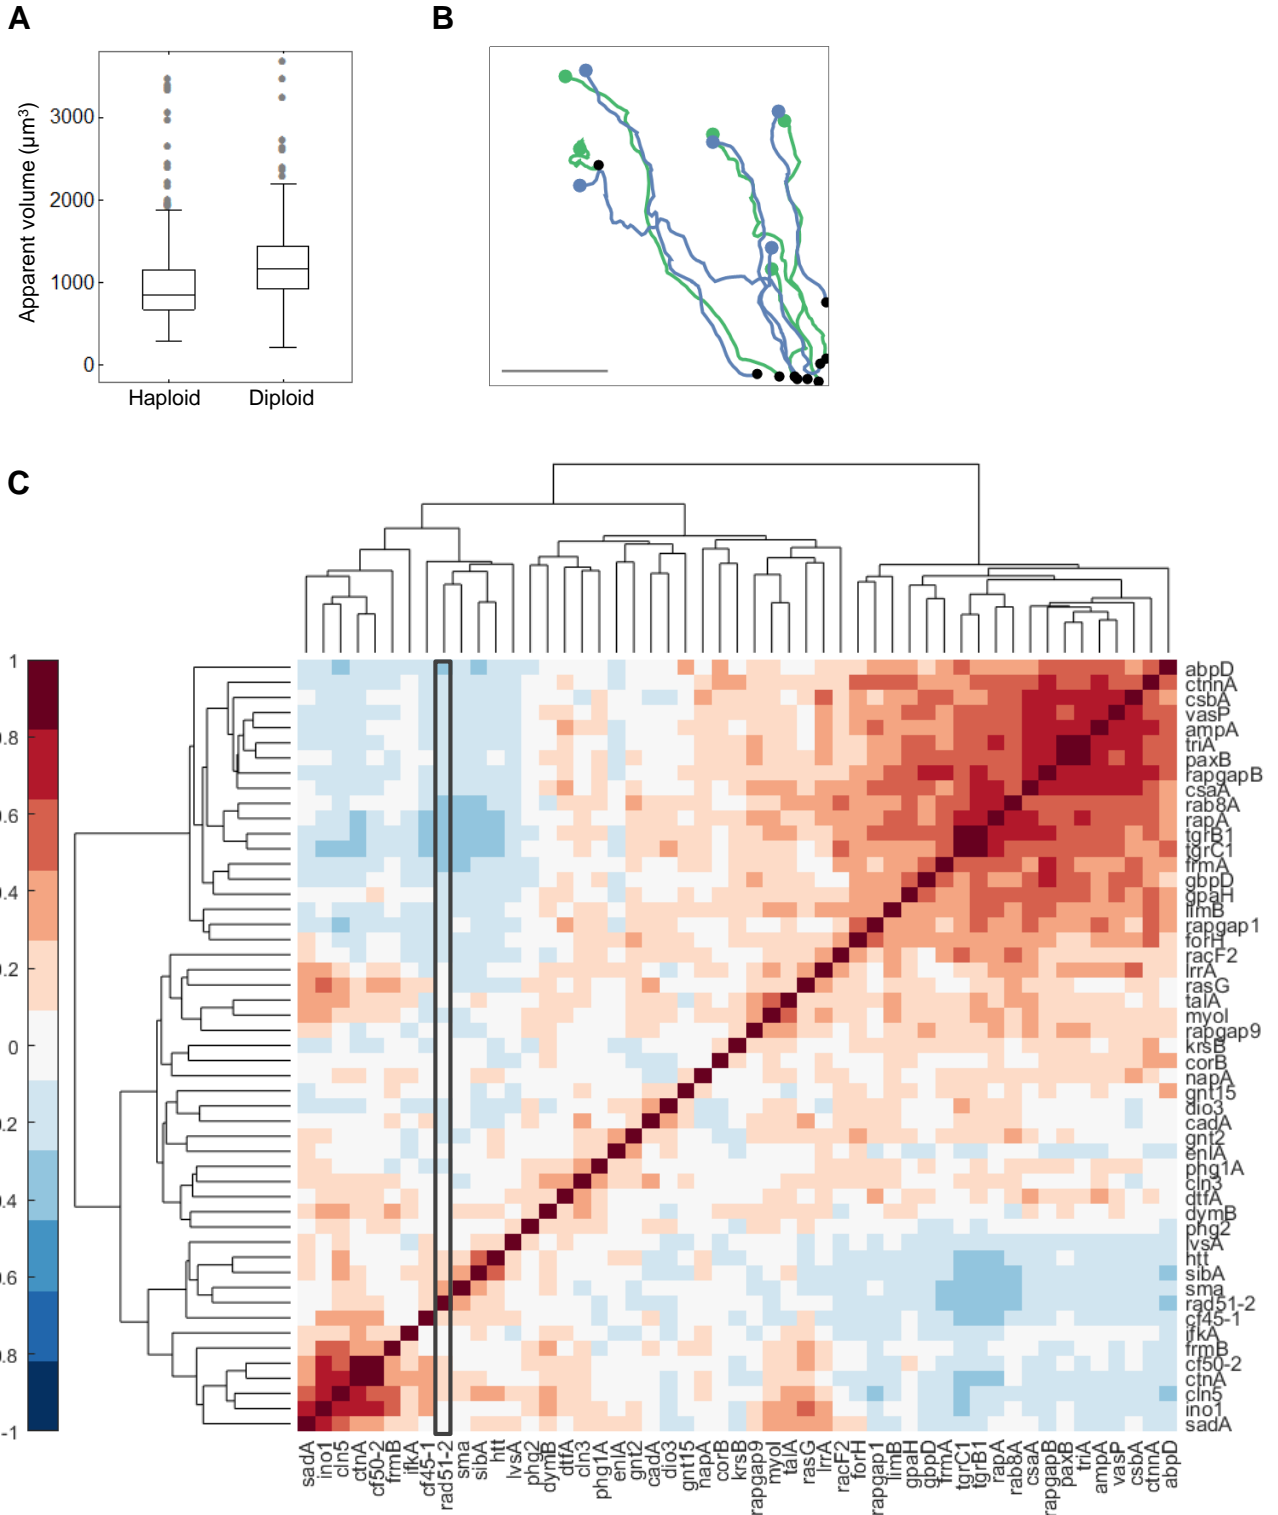 A
B
Apparent volume (µm³)
3000
2000
1000
0
Haploid
Diploid
C
1
.8
.6
.4
.2
0
.2
.4
.6
.8
-1
abpD
ctnnA
csbA
vasP
ampA
triA
paxB
rapgapB
csaA
rab8A
rapA
tgrB1
tgrC1
frmA
gbpD
gpaH
limB
rapgap1
forH
racF2
lrrA
rasG
talA
myoI
rapgap9
krsB
corB
napA
gnt15
dio3
cadA
gnt2
enlA
phg1A
cln3
dtfA
dymB
phg2
lvsA
htt
sibA
sma
rad51-2
cf45-1
ifkA
frmB
cf50-2
ctnA
cln5
ino1
sadA
sadA
ino1
cln5
ctnA
cf50-2
frmB
ifkA
cf45-1
rad51-2
sma
sibA
htt
lvsA
phg2
dymB
dtfA
cln3
phg1A
enlA
gnt2
cadA
dio3
gnt15
napA
corB
krsB
rapgap9
myoI
talA
rasG
lrrA
racF2
forH
rapgap1
limB
gpaH
gbpD
frmA
tgrC1
tgrB1
rapA
rab8A
csaA
rapgapB
paxB
triA
ampA
vasP
csbA
ctnnA
abpD